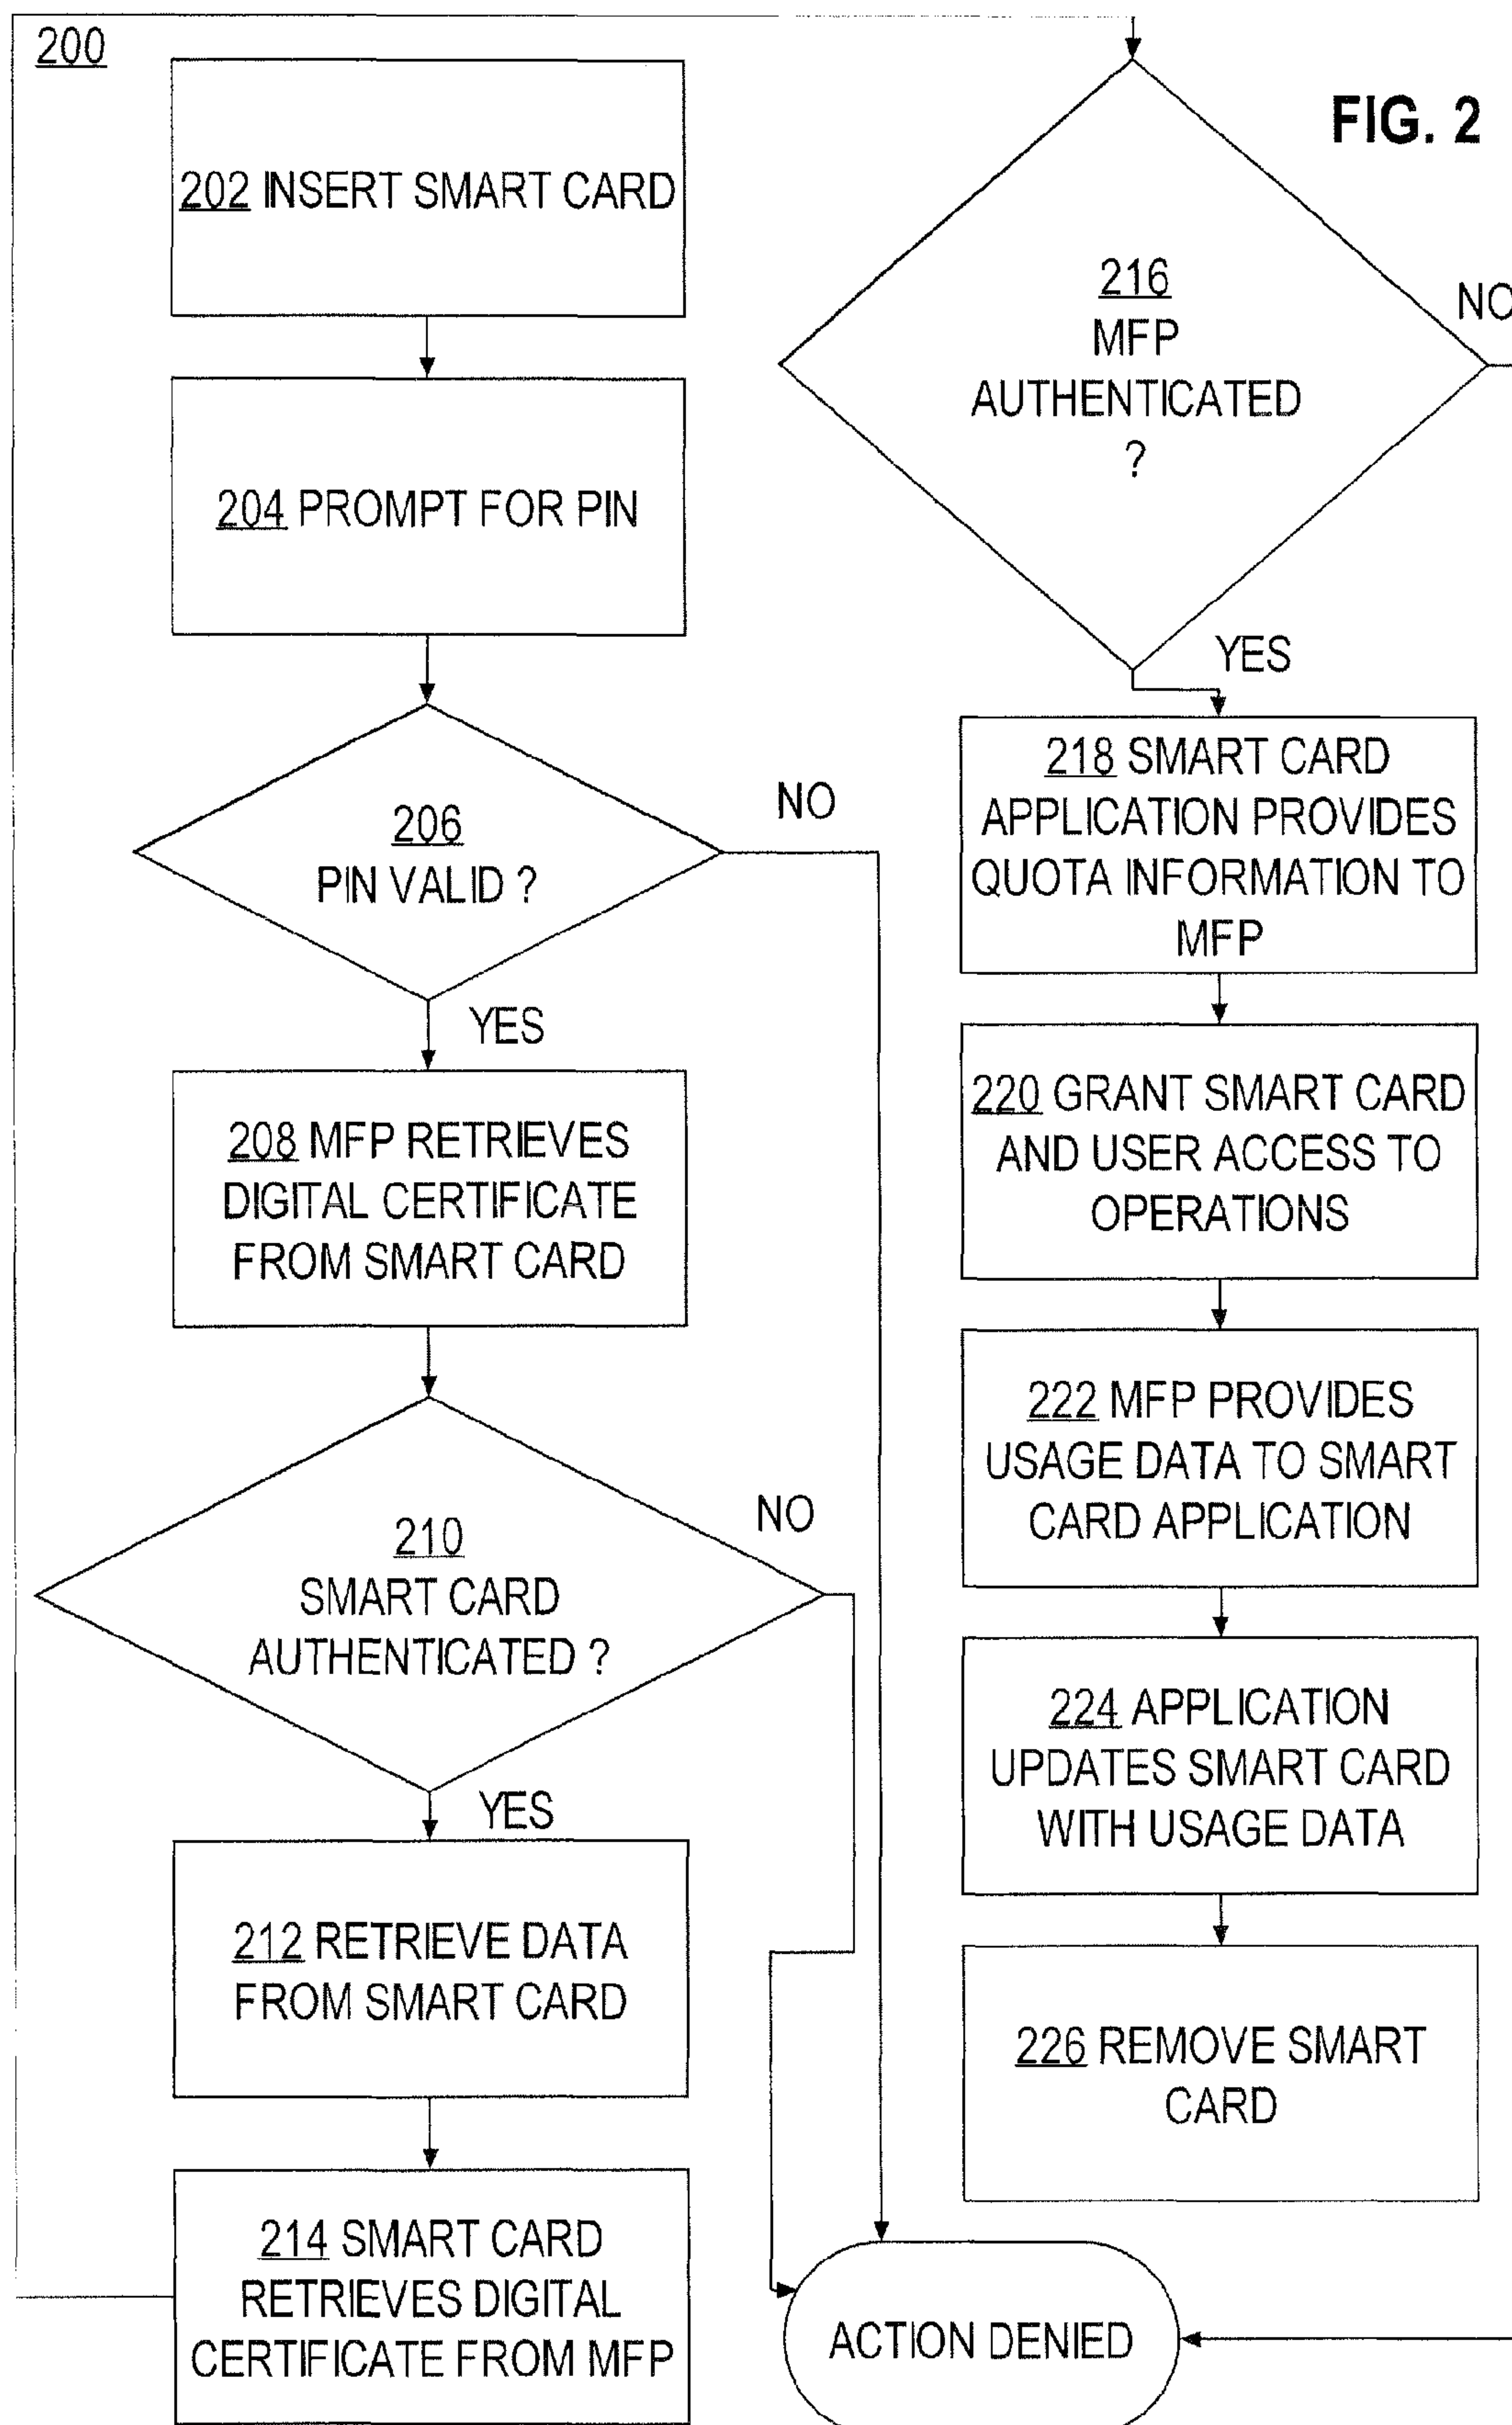 200
FIG. 2
202 INSERT SMART CARD
204 PROMPT FOR PIN
206
PIN VALID ?
NO
YES
208 MFP RETRIEVES
DIGITAL CERTIFICATE
FROM SMART CARD
210
SMART CARD
AUTHENTICATED ?
NO
YES
212 RETRIEVE DATA
FROM SMART CARD
214 SMART CARD
RETRIEVES DIGITAL
CERTIFICATE FROM MFP
216
MFP
AUTHENTICATED
?
NO
YES
218 SMART CARD
APPLICATION PROVIDES
QUOTA INFORMATION TO
MFP
220 GRANT SMART CARD
AND USER ACCESS TO
OPERATIONS
222 MFP PROVIDES
USAGE DATA TO SMART
CARD APPLICATION
224 APPLICATION
UPDATES SMART CARD
WITH USAGE DATA
226 REMOVE SMART
CARD
ACTION DENIED